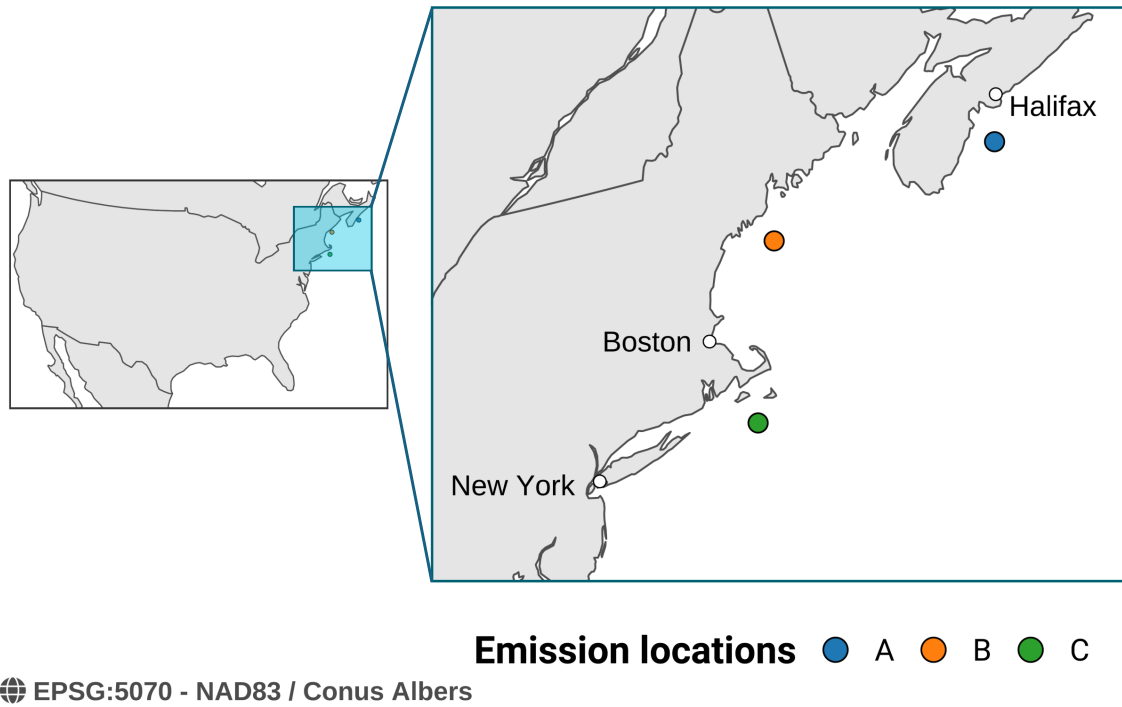 Halifax
Boston
New York
Emission locations A B C
EPSG:5070 - NAD83 / Conus Albers